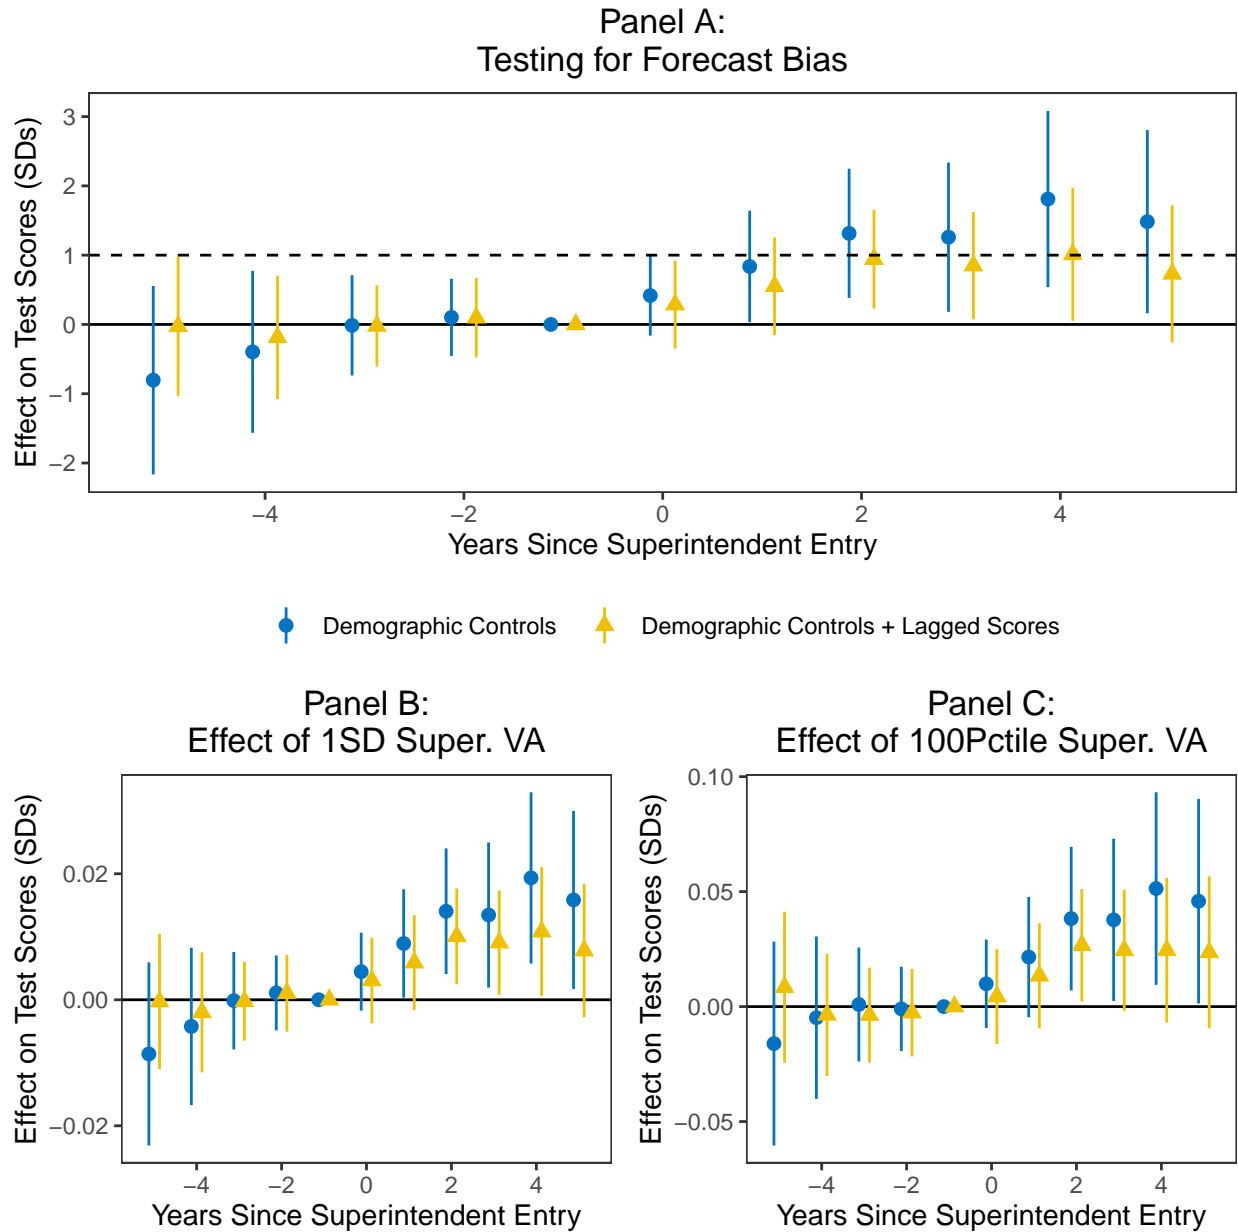 Panel A:
Testing for Forecast Bias
Effect on Test Scores (SDs)
3
2
1
0
−1
−2
−4 −2 0 2 4
Years Since Superintendent Entry
Demographic Controls Demographic Controls + Lagged Scores
Panel B:
Effect of 1SD Super. VA
Effect on Test Scores (SDs)
0.02
0.00
−0.02
−4 −2 0 2 4
Years Since Superintendent Entry
Panel C:
Effect of 100Pctile Super. VA
Effect on Test Scores (SDs)
0.10
0.05
0.00
−0.05
−4 −2 0 2 4
Years Since Superintendent Entry